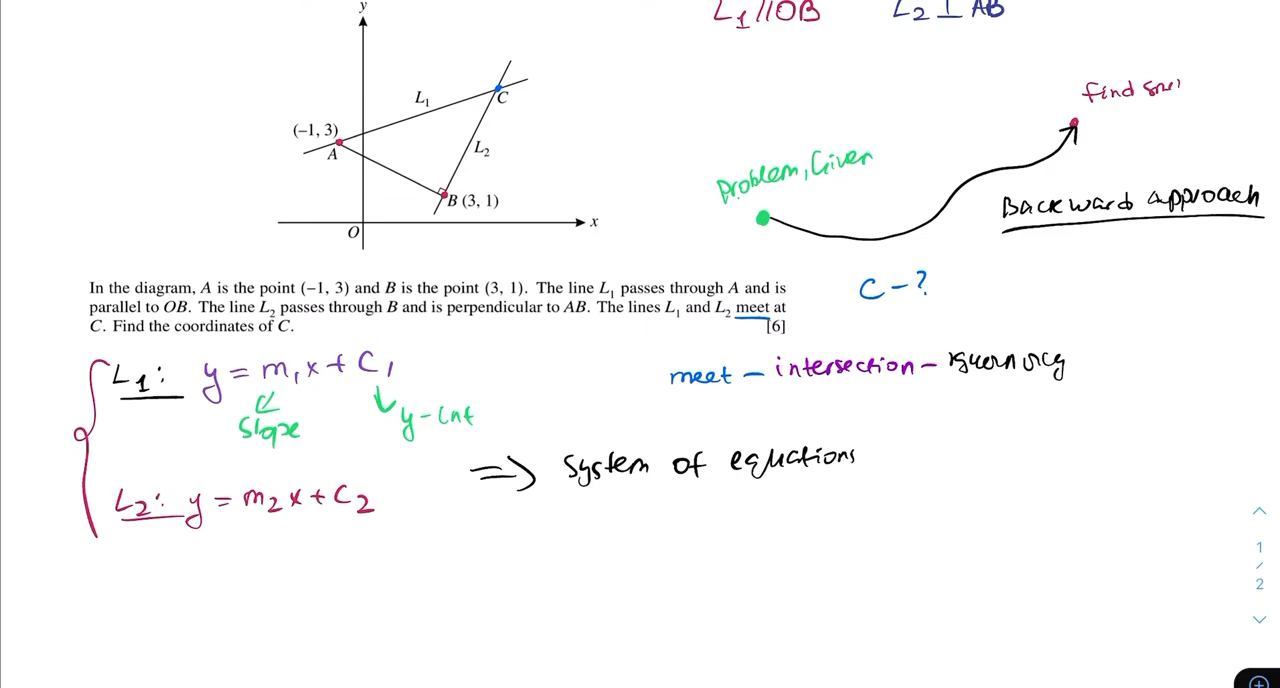 L1 // OB
L2 ⊥ AB
y
L1
C
find
(−1, 3)
A
L2
Problem, Given
B (3, 1)
Backward approach
x
O
In the diagram, A is the point (−1, 3) and B is the point (3, 1). The line L1 passes through A and is
parallel to OB. The line L2 passes through B and is perpendicular to AB. The lines L1 and L2 meet at
C. Find the coordinates of C. [6]
C - ?
L1: y = m1x + C1
meet - intersection -
slope
y-int
=> system of equations
L2: y = m2x + C2
1
/
2